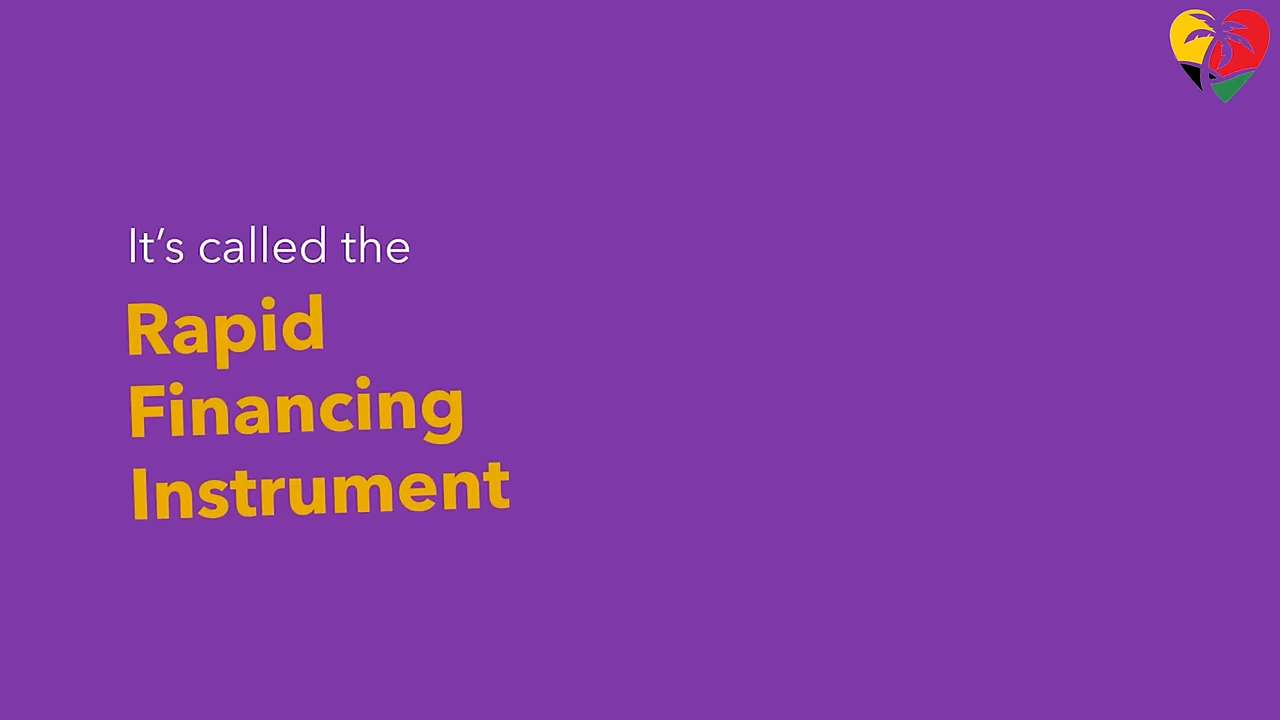 It’s called the
Rapid
Financing
Instrument